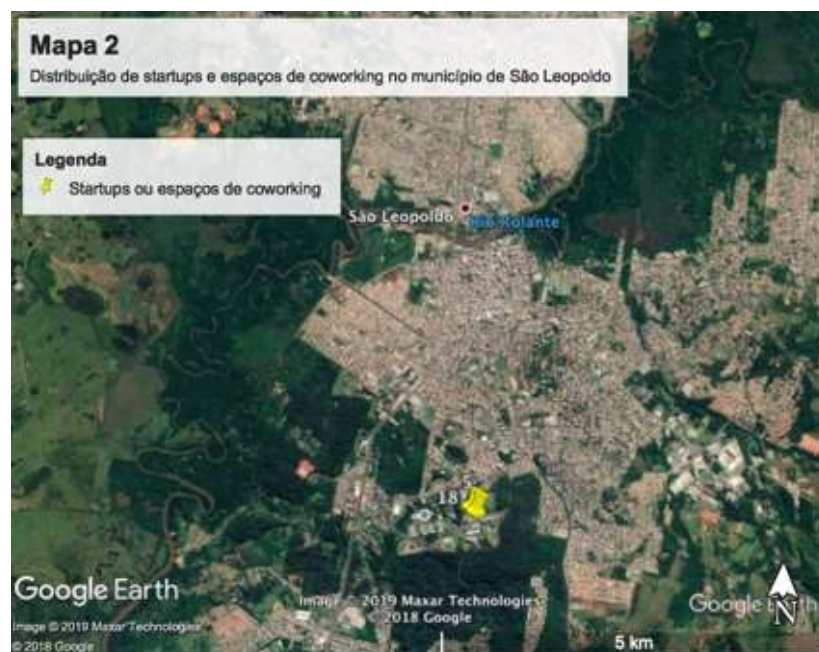 Mapa 2
Distribuição de startups e espaços de coworking no município de São Leopoldo
Legenda
Startups ou espaços de coworking
São Leopoldo
Rio Rolante
5
18
Google Earth
Image © 2019 Maxar Technologies
© 2018 Google
Image © 2019 Maxar Technologies
© 2018 Google
Google Earth
N
5 km